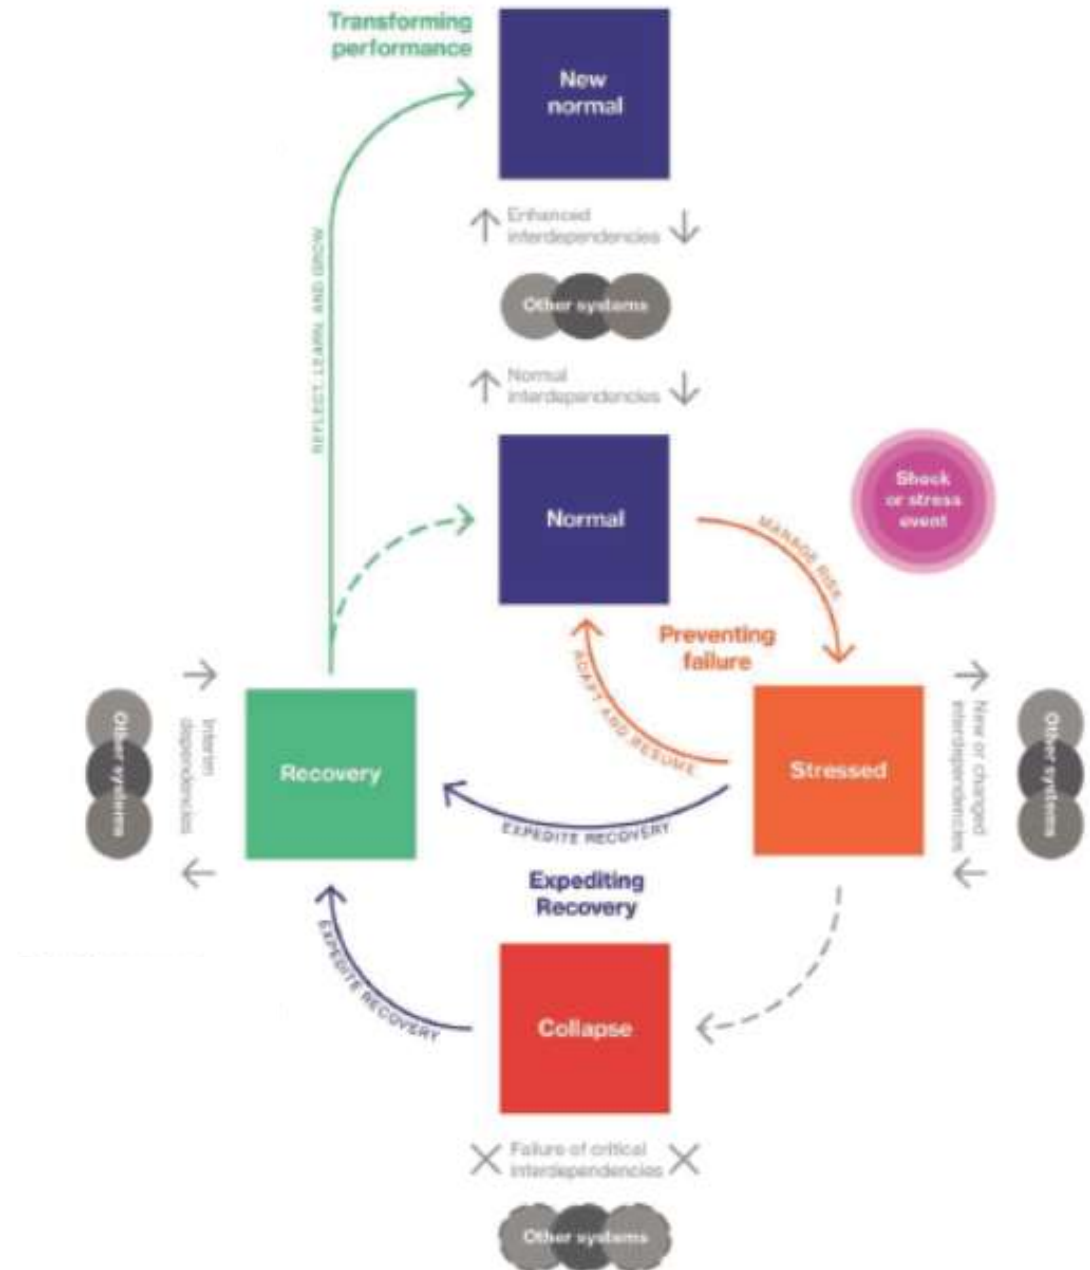 Transforming
performance
New
normal
Enhanced
interdependencies
Other systems
REFLECT, LEARN AND GROW
Normal
interdependencies
Normal
Shock
or stress
event
MANAGE RISK
Preventing
failure
ADAPT AND RESUME
Stressed
New or changed
interdependencies
Other systems
Other systems
Interim
dependencies
Recovery
EXPEDITE RECOVERY
Expediting
Recovery
EXPEDITE RECOVERY
Collapse
Failure of critical
interdependencies
Other systems